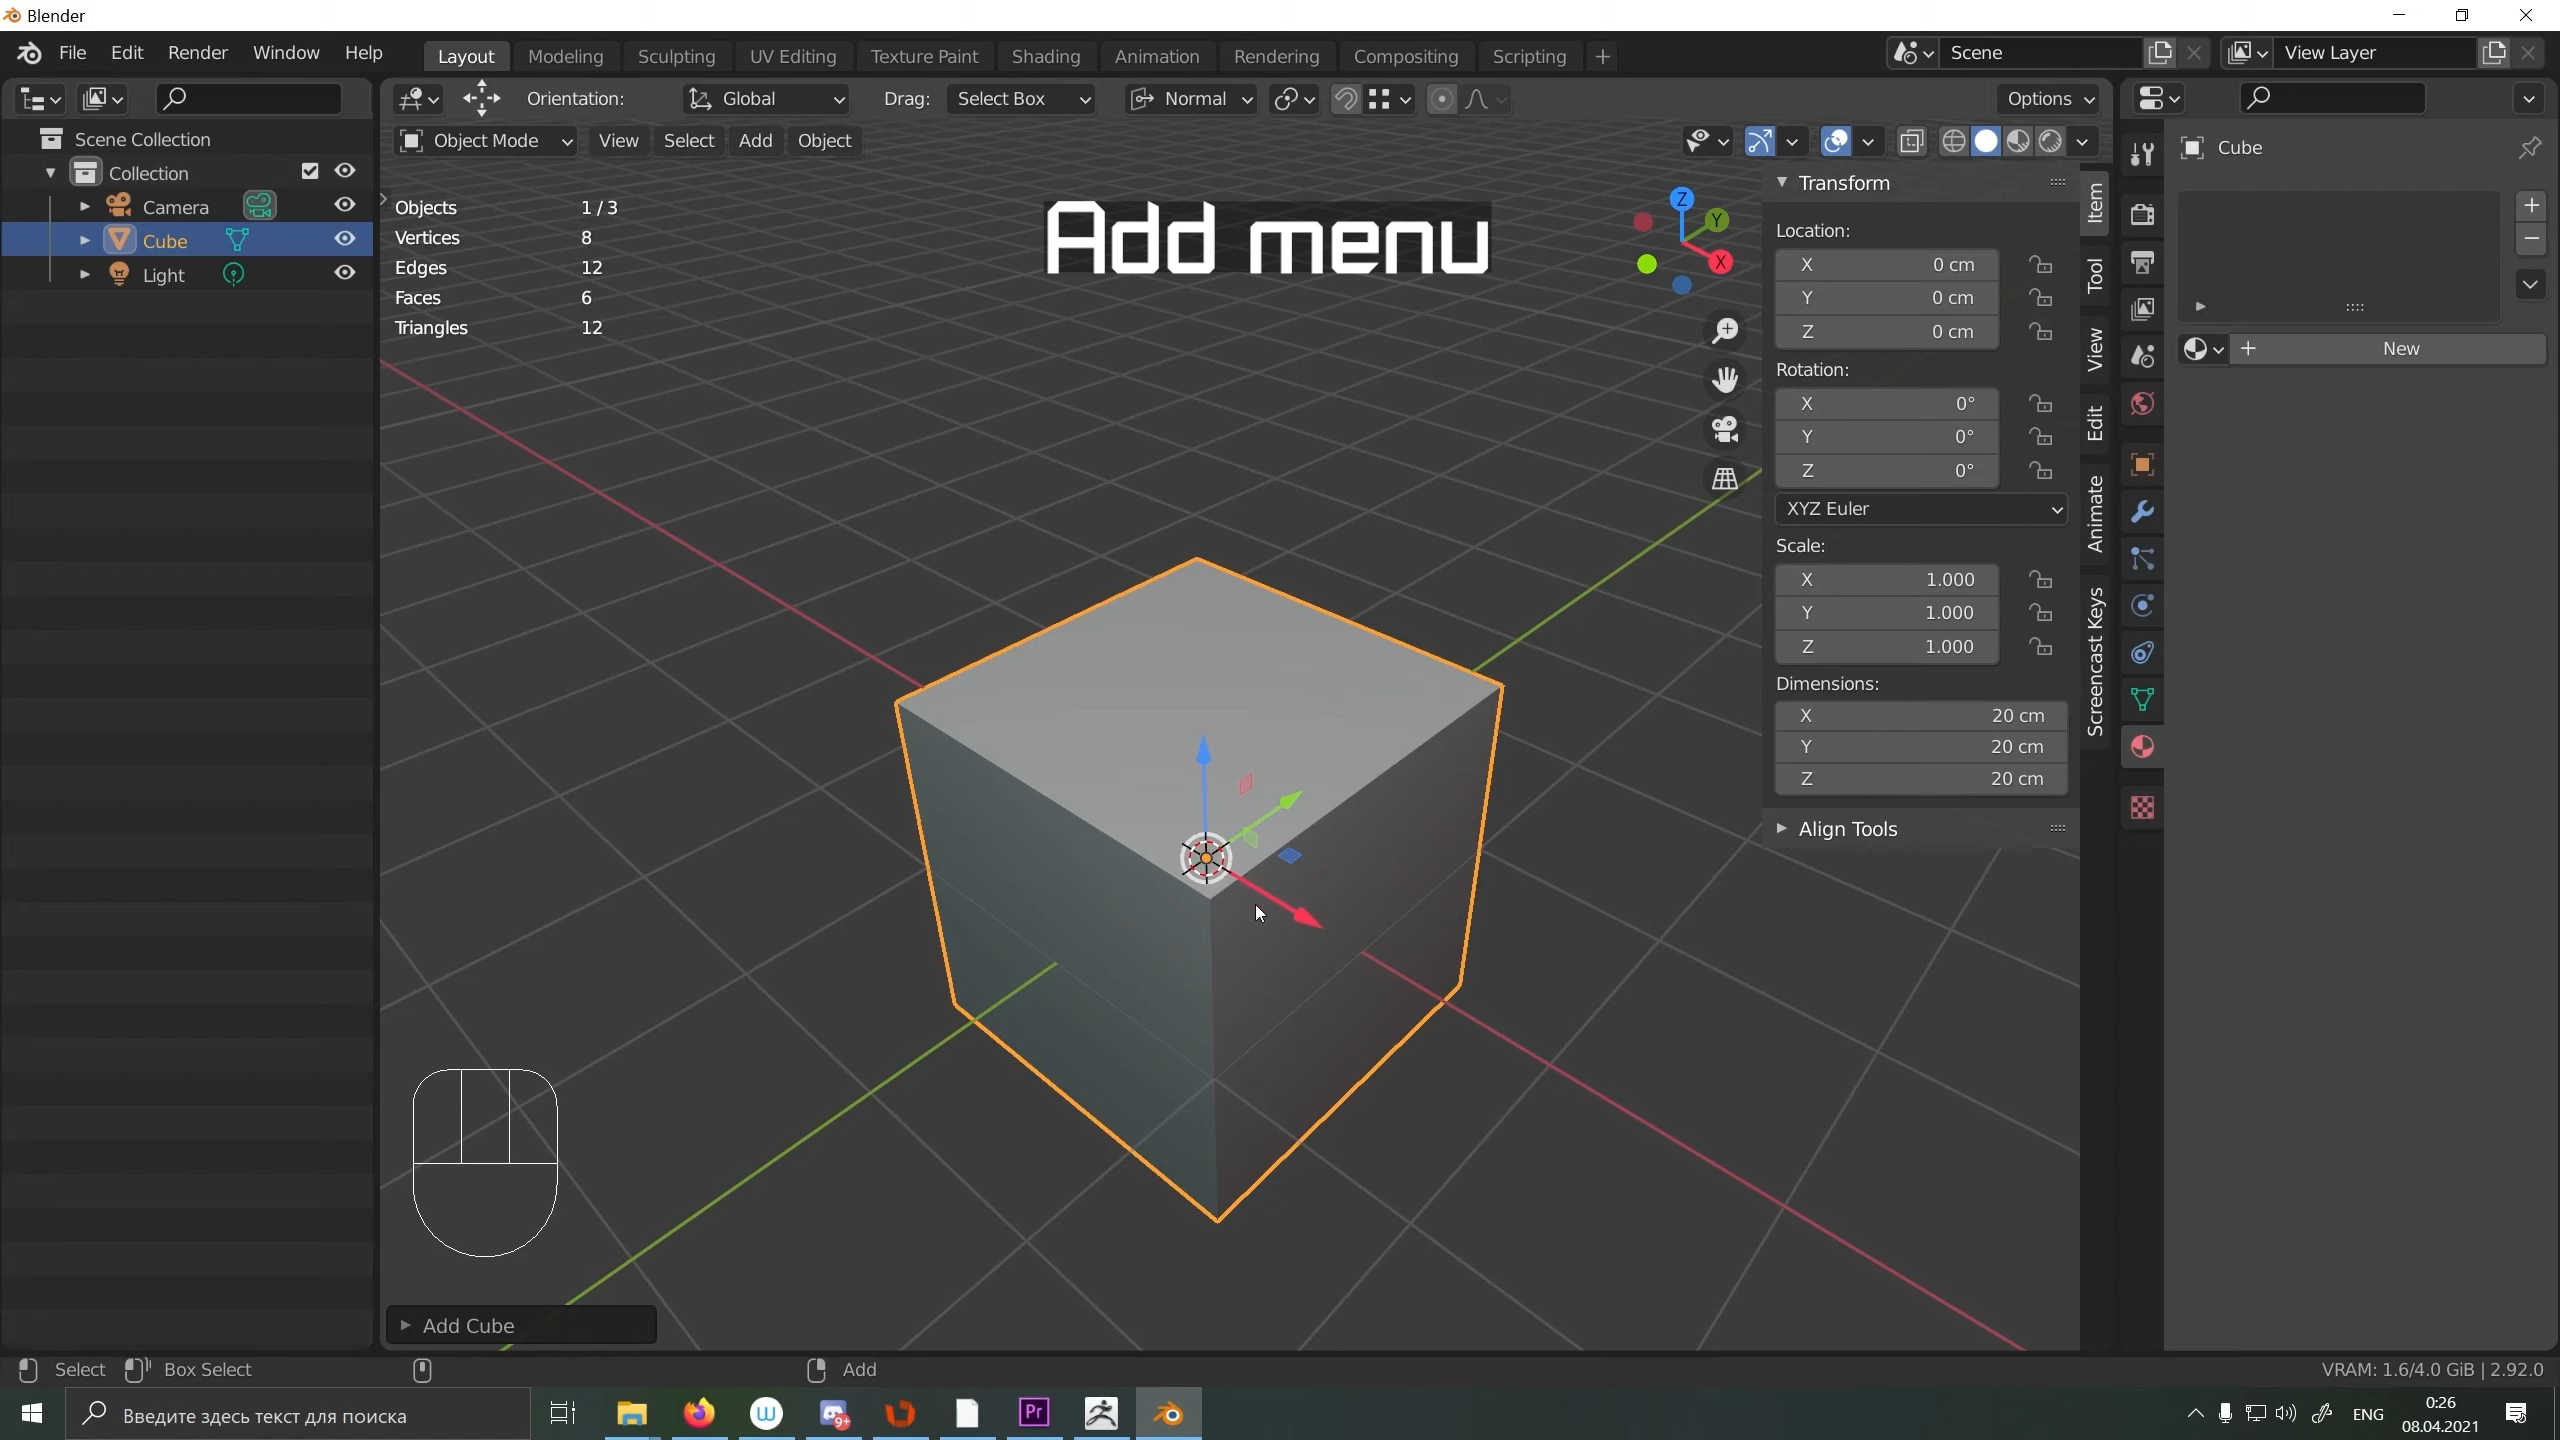 Blender
File Edit Render Window Help Layout Modeling Sculpting UV Editing Texture Paint Shading Animation Rendering Compositing Scripting + Scene View Layer
Orientation: Global Drag: Select Box Normal Options
Object Mode View Select Add Object
Scene Collection
Collection
Camera
Cube
Light
Objects 1 / 3
Vertices 8
Edges 12
Faces 6
Triangles 12
Add menu
Z
Y
X
Transform
Location:
X 0 cm
Y 0 cm
Z 0 cm
Rotation:
X 0°
Y 0°
Z 0°
XYZ Euler
Scale:
X 1.000
Y 1.000
Z 1.000
Dimensions:
X 20 cm
Y 20 cm
Z 20 cm
Align Tools
Item
Tool
View
Edit
Animate
Screencast Keys
Cube
New
Add Cube
Select Box Select Add VRAM: 1.6/4.0 GiB | 2.92.0
Введите здесь текст для поиска
W
9+
Pr
ENG
0:26
08.04.2021